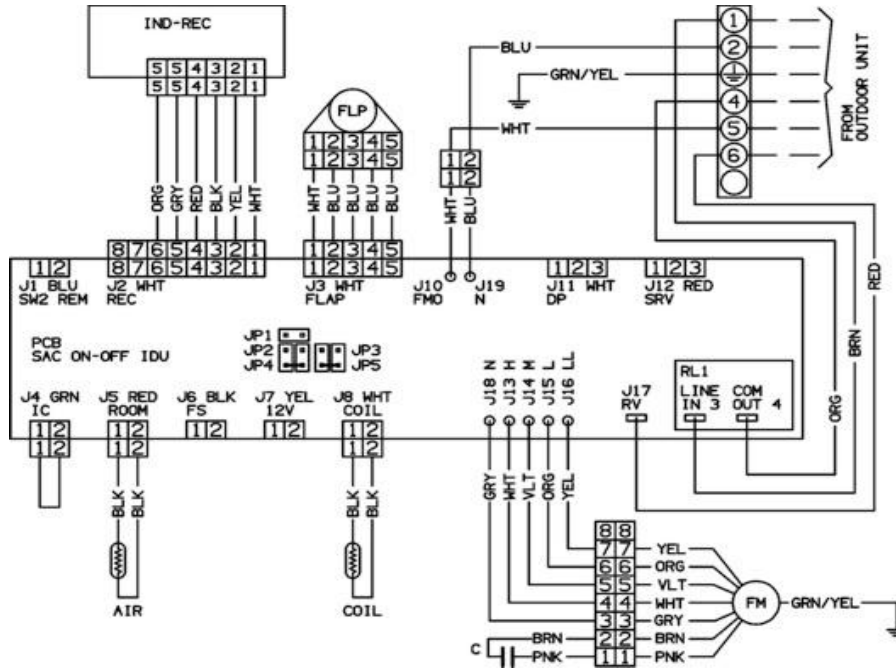 IND-REC
5 5 4 3 2 1
5 5 4 3 2 1
ORG GRY RED BLK YEL WHT
8 7 6 5 4 3 2 1
8 7 6 5 4 3 2 1
FLP
1 2 3 4 5
1 2 3 4 5
WHT BLU BLU BLU BLU
1 2 3 4 5
1 2 3 4 5
BLU
GRN/YEL
WHT
1 2
1 2
WHT BLU
1
2
4
5
6
FROM
OUTDOOR UNIT
1 2
J1 BLU
SW2 REM
J2 WHT
REC
J3 WHT
FLAP
J10
FMO
J19
N
1 2 3
J11 WHT
DP
1 2 3
J12 RED
SRV
RED
BRN
ORG
PCB
SAC ON-OFF IDU
JP1
JP2
JP4
JP3
JP5
J4 GRN
IC
1 2
1 2
J5 RED
ROOM
1 2
1 2
J6 BLK
FS
1 2
J7 YEL
12V
1 2
J8 WHT
COIL
1 2
1 2
J18 N
J13 H
J14 M
J15 L
J16 LL
J17
RV
RL1
LINE
IN 3
COM
OUT 4
BLK BLK
AIR
BLK BLK
COIL
GRY WHT VLT ORG YEL
8 8
7 7 YEL
6 6 ORG
5 5 VLT
4 4 WHT
3 3 GRY
BRN 2 2 BRN
C PNK 1 1 PNK
FM
GRN/YEL